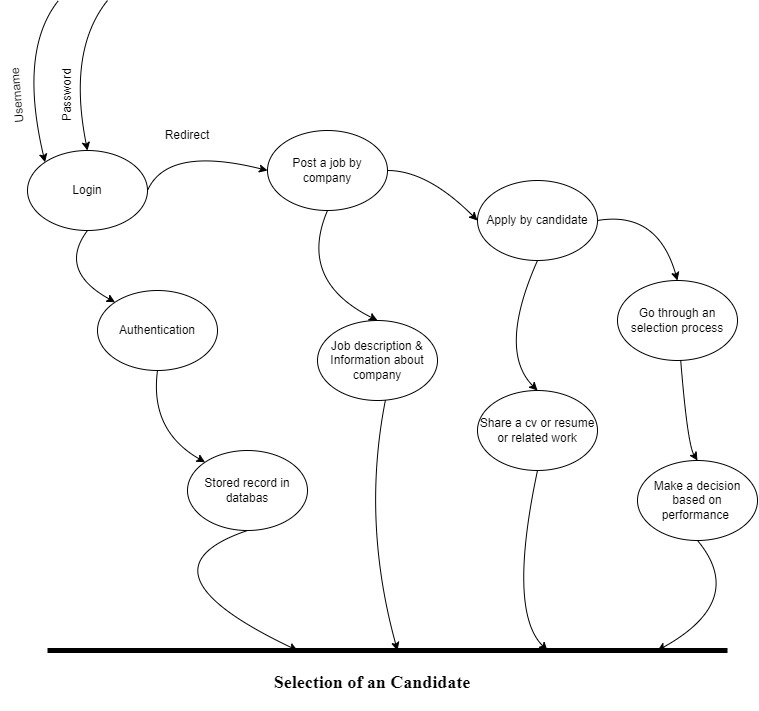 Username
Password
Redirect
Login
Post a job by
company
Apply by candidate
Authentication
Job description &
Information about
company
Go through an
selection process
Share a cv or resume
or related work
Stored record in
databas
Make a decision
based on
performance
Selection of an Candidate